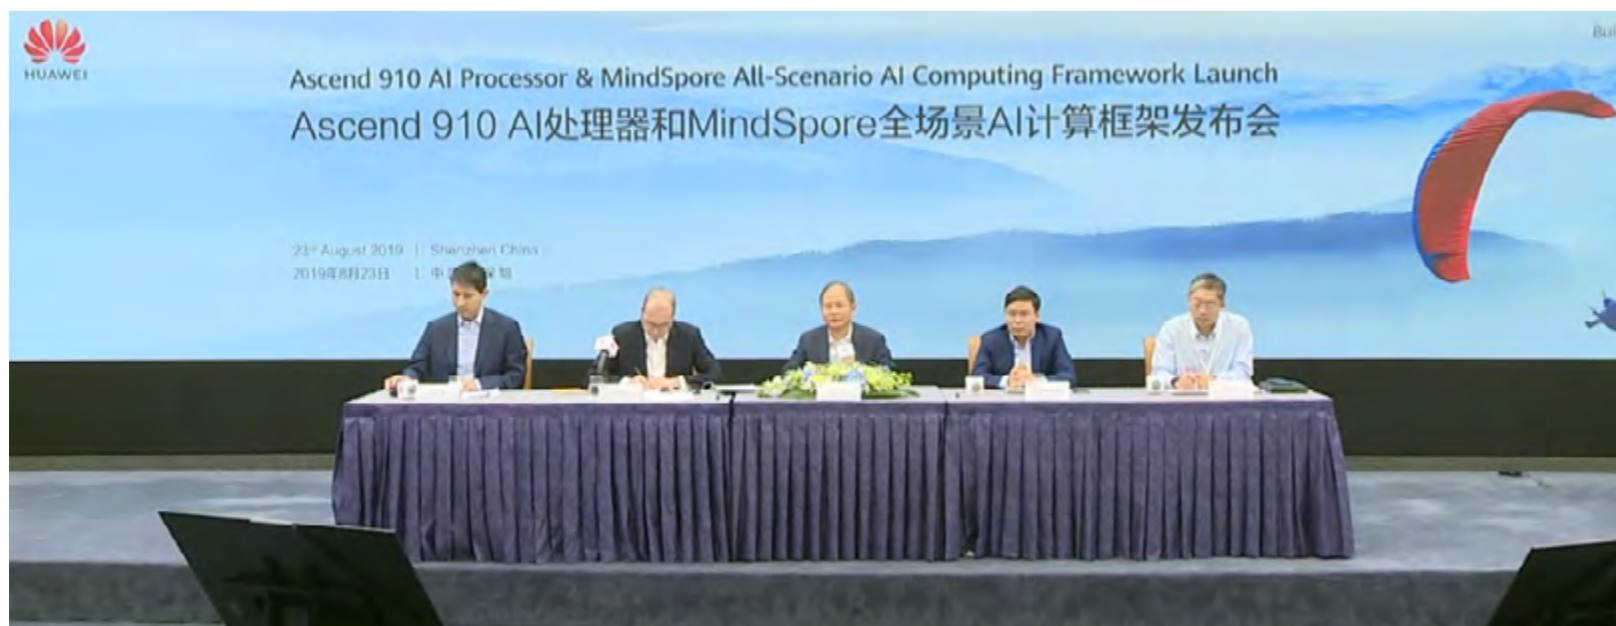 HUAWEI
Ascend 910 AI Processor & MindSpore All-Scenario AI Computing Framework Launch
Ascend 910 AI处理器和MindSpore全场景AI计算框架发布会
23rd August 2019 | Shenzhen China
2019年8月23日 | 中